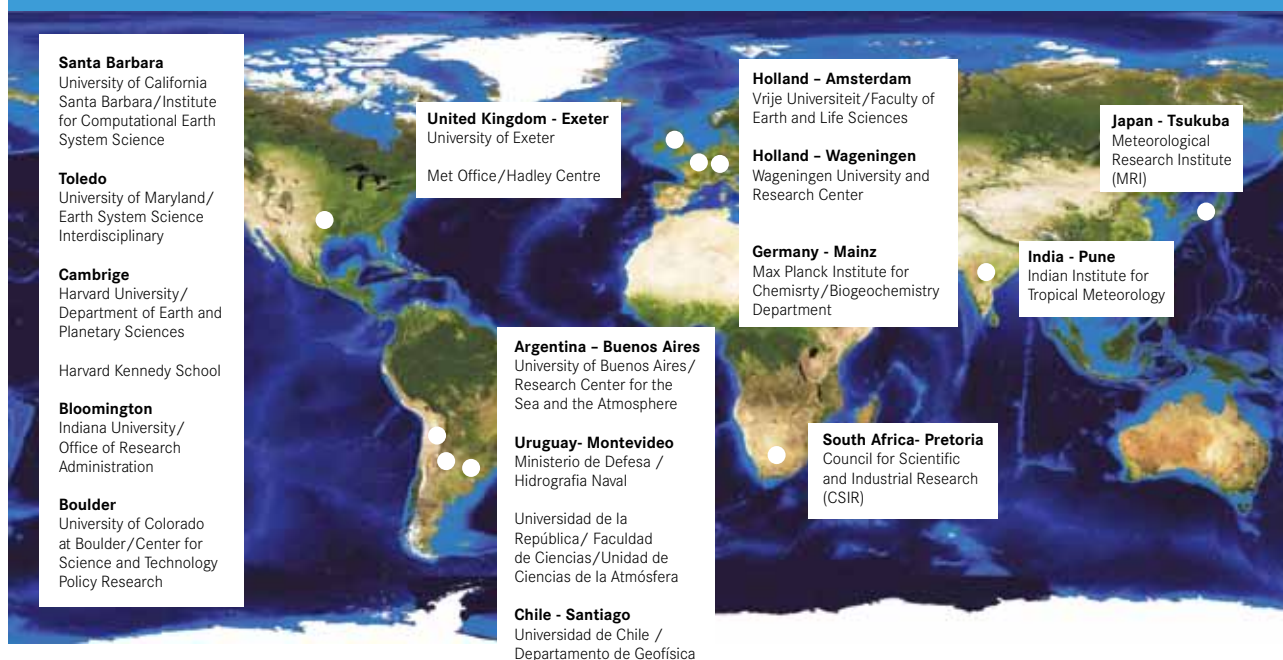 Santa Barbara
University of California
Santa Barbara/Institute
for Computational Earth
System Science
Toledo
University of Maryland/
Earth System Science
Interdisciplinary
Cambrige
Harvard University/
Department of Earth and
Planetary Sciences
Harvard Kennedy School
Bloomington
Indiana University/
Office of Research
Administration
Boulder
University of Colorado
at Boulder/Center for
Science and Technology
Policy Research
United Kingdom - Exeter
University of Exeter
Met Office/Hadley Centre
Argentina – Buenos Aires
University of Buenos Aires/
Research Center for the
Sea and the Atmosphere
Uruguay- Montevideo
Ministerio de Defesa /
Hidrografia Naval
Universidad de la
República/ Faculdad
de Ciencias/Unidad de
Ciencias de la Atmósfera
Chile - Santiago
Universidad de Chile /
Departamento de Geofísica
Holland – Amsterdam
Vrije Universiteit/Faculty of
Earth and Life Sciences
Holland – Wageningen
Wageningen University and
Research Center
Germany - Mainz
Max Planck Institute for
Chemisrty/Biogeochemistry
Department
South Africa- Pretoria
Council for Scientific
and Industrial Research
(CSIR)
India - Pune
Indian Institute for
Tropical Meteorology
Japan - Tsukuba
Meteorological
Research Institute
(MRI)